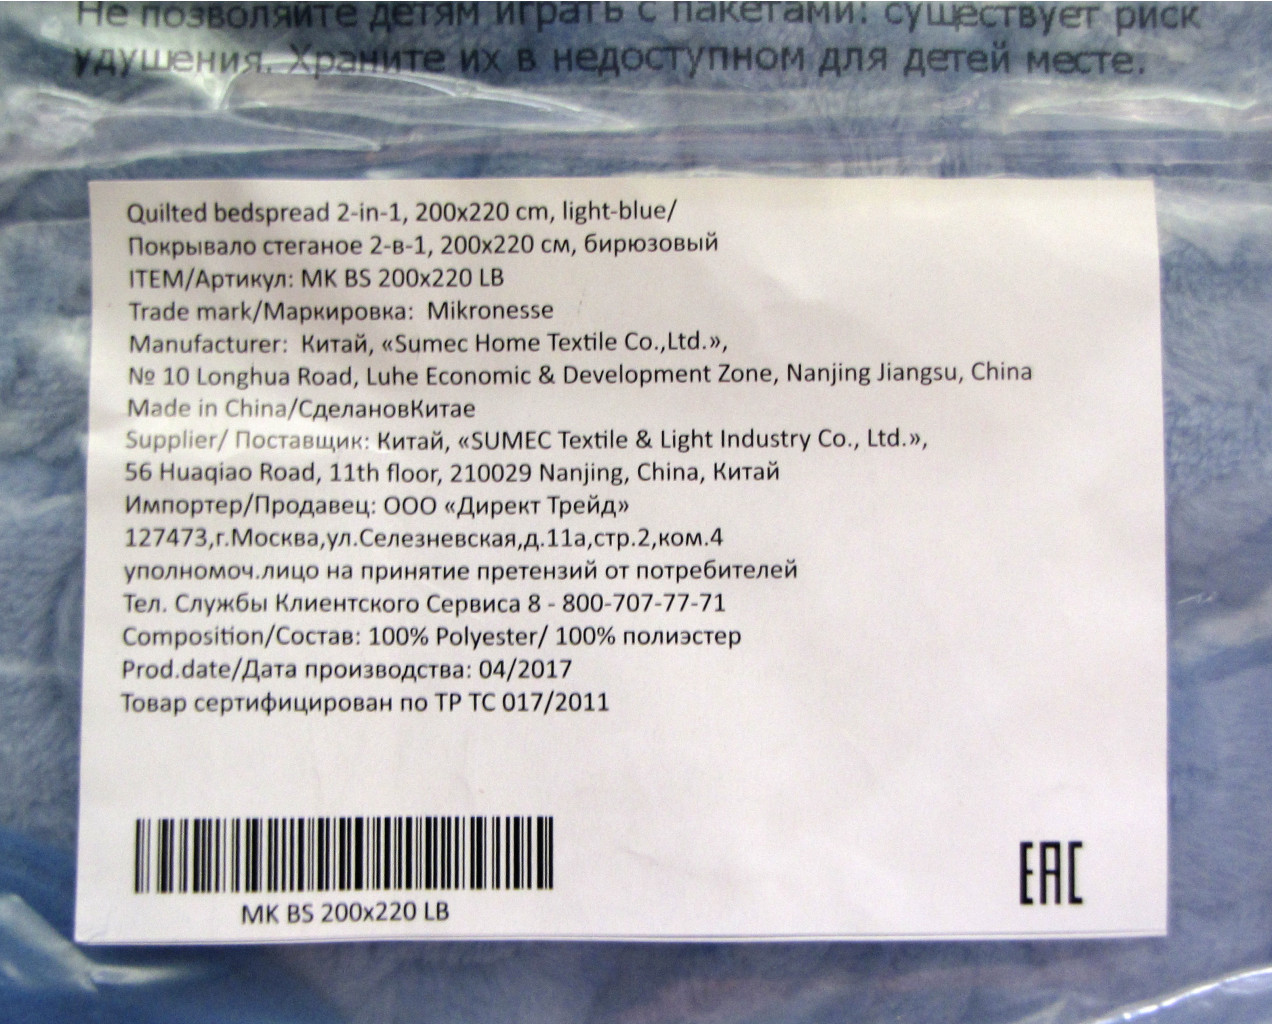 Не позволяйте детям играть с пакетами: существует риск
удушения. Храните их в недоступном для детей месте.
Quilted bedspread 2-in-1, 200x220 cm, light-blue/
Покрывало стеганое 2-в-1, 200x220 см, бирюзовый
ITEM/Артикул: MK BS 200x220 LB
Trade mark/Маркировка: Mikronesse
Manufacturer: Китай, «Sumec Home Textile Co.,Ltd.»,
№ 10 Longhua Road, Luhe Economic & Development Zone, Nanjing Jiangsu, China
Made in China/СделановКитае
Supplier/ Поставщик: Китай, «SUMEC Textile & Light Industry Co., Ltd.»,
56 Huaqiao Road, 11th floor, 210029 Nanjing, China, Китай
Импортер/Продавец: ООО «Директ Трейд»
127473,г.Москва,ул.Селезневская,д.11а,стр.2,ком.4
уполномоч.лицо на принятие претензий от потребителей
Тел. Службы Клиентского Сервиса 8 - 800-707-77-71
Composition/Состав: 100% Polyester/ 100% полиэстер
Prod.date/Дата производства: 04/2017
Товар сертифицирован по ТР ТС 017/2011
MK BS 200x220 LB
EAC